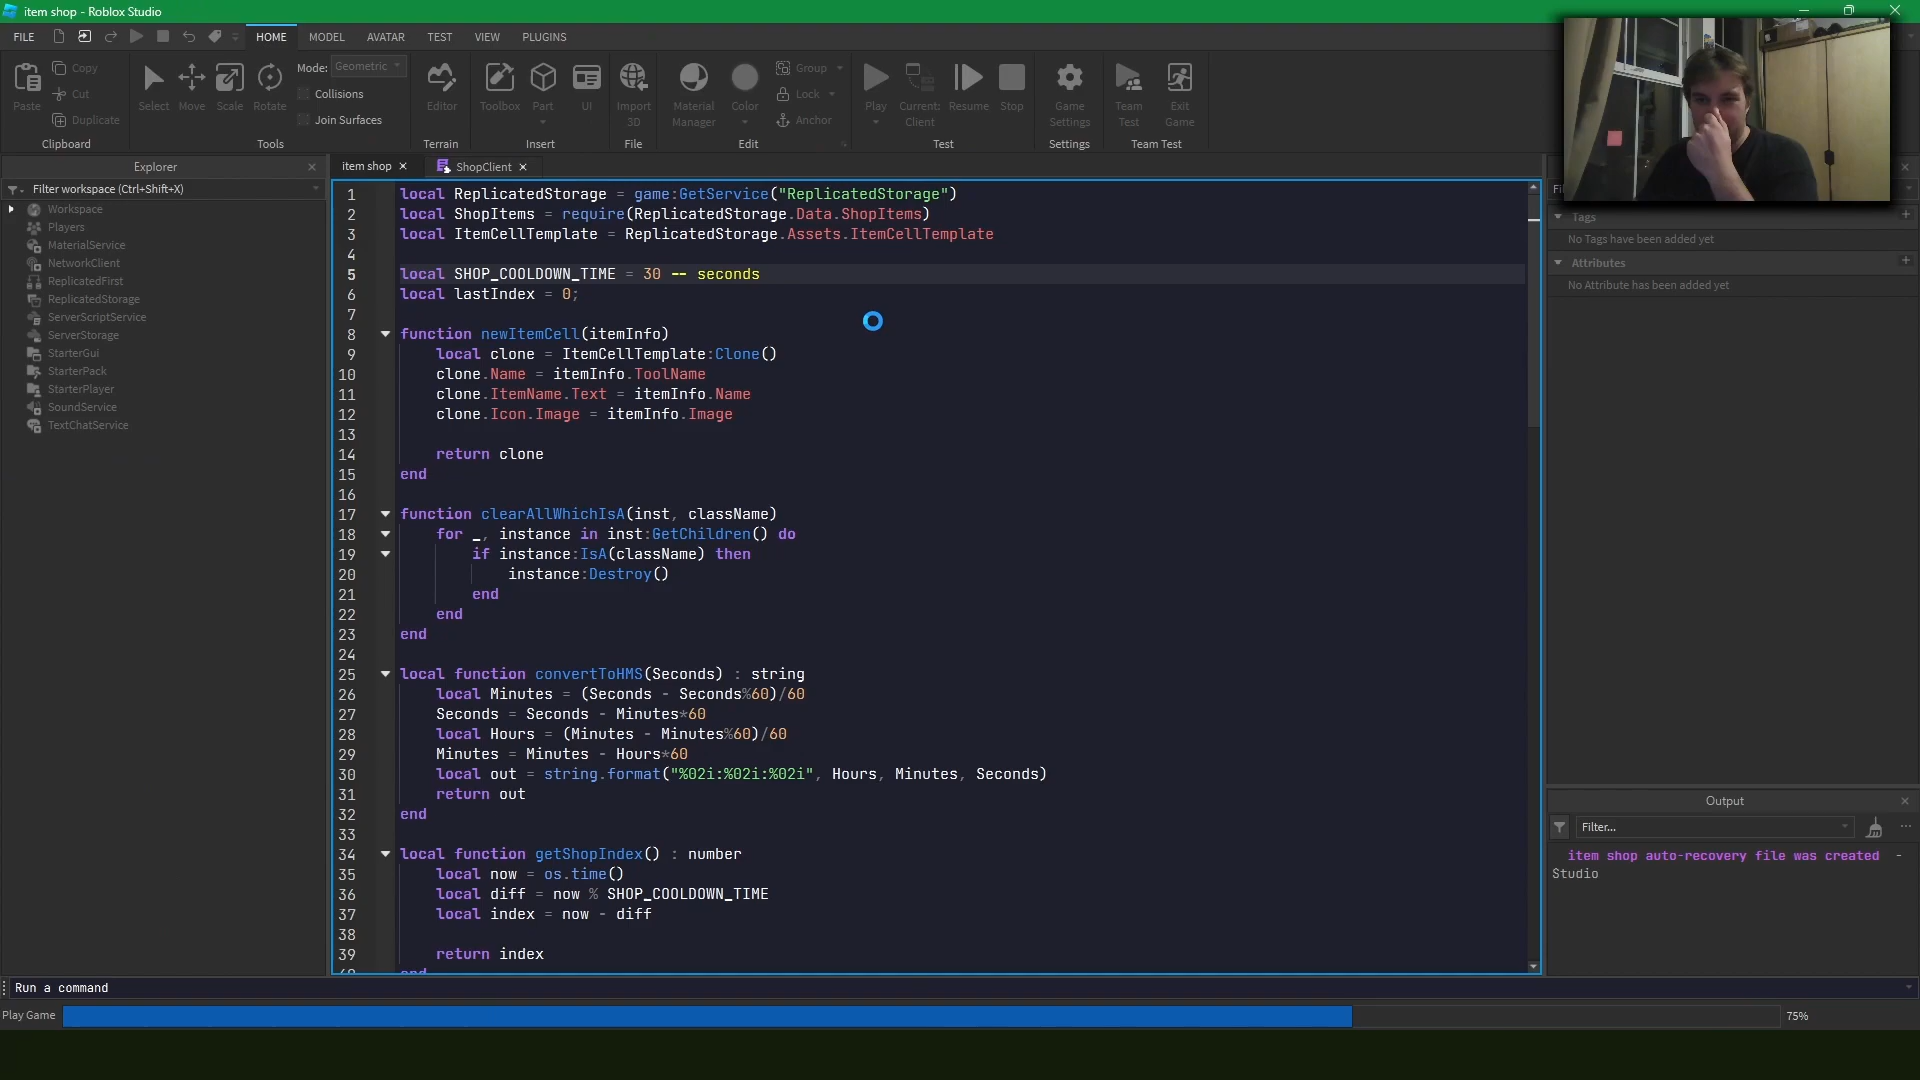 item shop - Roblox Studio
FILE
HOME
MODEL
AVATAR
TEST
VIEW
PLUGINS
Paste
Copy
Cut
Duplicate
Clipboard
Select
Move
Scale
Rotate
Mode: Geometric
Collisions
Join Surfaces
Tools
Editor
Terrain
Toolbox
Part
UI
Insert
Import
3D
File
Material
Manager
Color
Group
Lock
Anchor
Edit
Play
Current:
Client
Resume
Stop
Test
Game
Settings
Settings
Team
Test
Exit
Game
Team Test
Explorer
Filter workspace (Ctrl+Shift+X)
Workspace
Players
MaterialService
NetworkClient
ReplicatedFirst
ReplicatedStorage
ServerScriptService
ServerStorage
StarterGui
StarterPack
StarterPlayer
SoundService
TextChatService
item shop
ShopClient
1 local ReplicatedStorage = game:GetService("ReplicatedStorage")
2 local ShopItems = require(ReplicatedStorage.Data.ShopItems)
3 local ItemCellTemplate = ReplicatedStorage.Assets.ItemCellTemplate
4
5 local SHOP_COOLDOWN_TIME = 30 -- seconds
6 local lastIndex = 0;
7
8 function newItemCell(itemInfo)
9 local clone = ItemCellTemplate:Clone()
10 clone.Name = itemInfo.ToolName
11 clone.ItemName.Text = itemInfo.Name
12 clone.Icon.Image = itemInfo.Image
13
14 return clone
15 end
16
17 function clearAllWhichIsA(inst, className)
18 for _, instance in inst:GetChildren() do
19 if instance:IsA(className) then
20 instance:Destroy()
21 end
22 end
23 end
24
25 local function convertToHMS(Seconds) : string
26 local Minutes = (Seconds - Seconds%60)/60
27 Seconds = Seconds - Minutes*60
28 local Hours = (Minutes - Minutes%60)/60
29 Minutes = Minutes - Hours*60
30 local out = string.format("%02i:%02i:%02i", Hours, Minutes, Seconds)
31 return out
32 end
33
34 local function getShopIndex() : number
35 local now = os.time()
36 local diff = now % SHOP_COOLDOWN_TIME
37 local index = now - diff
38
39 return index
40 end
Fil
Tags
No Tags have been added yet
Attributes
No Attribute has been added yet
Output
Filter...
item shop auto-recovery file was created -
Studio
Run a command
Play Game
75%